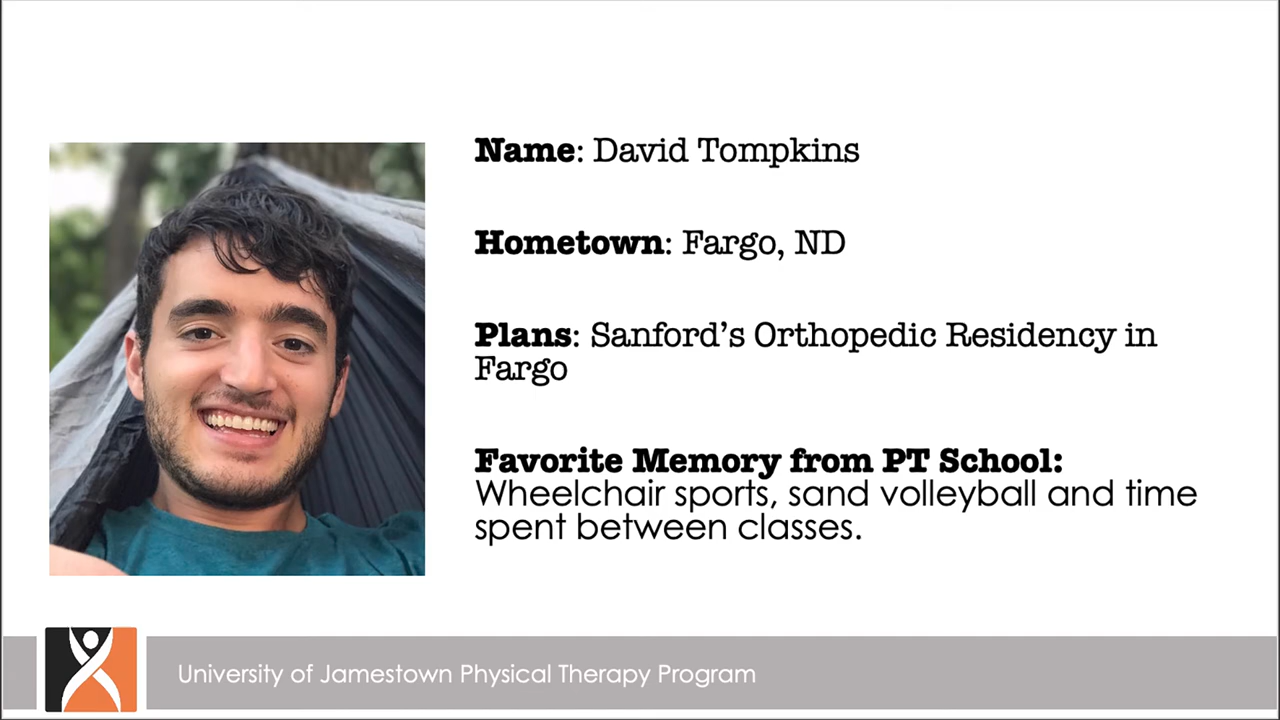 Name: David Tompkins
Hometown: Fargo, ND
Plans: Sanford’s Orthopedic Residency in
Fargo
Favorite Memory from PT School:
Wheelchair sports, sand volleyball and time
spent between classes.
University of Jamestown Physical Therapy Program